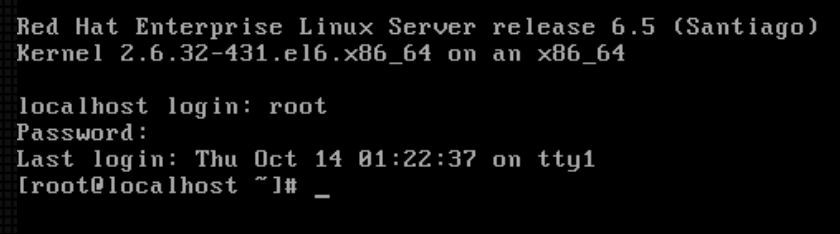 Red Hat Enterprise Linux Server release 6.5 (Santiago)
Kernel 2.6.32-431.el6.x86_64 on an x86_64
localhost login: root
Password:
Last login: Thu Oct 14 01:22:37 on tty1
[root@localhost ~]# _